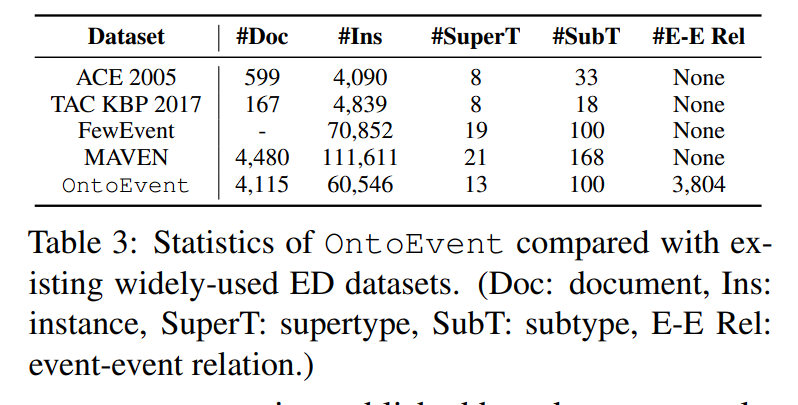 Dataset #Doc #Ins #SuperT #SubT #E-E Rel
ACE 2005 599 4,090 8 33 None
TAC KBP 2017 167 4,839 8 18 None
FewEvent - 70,852 19 100 None
MAVEN 4,480 111,611 21 168 None
OntoEvent 4,115 60,546 13 100 3,804
Table 3: Statistics of OntoEvent compared with ex-
isting widely-used ED datasets. (Doc: document, Ins:
instance, SuperT: supertype, SubT: subtype, E-E Rel:
event-event relation.)